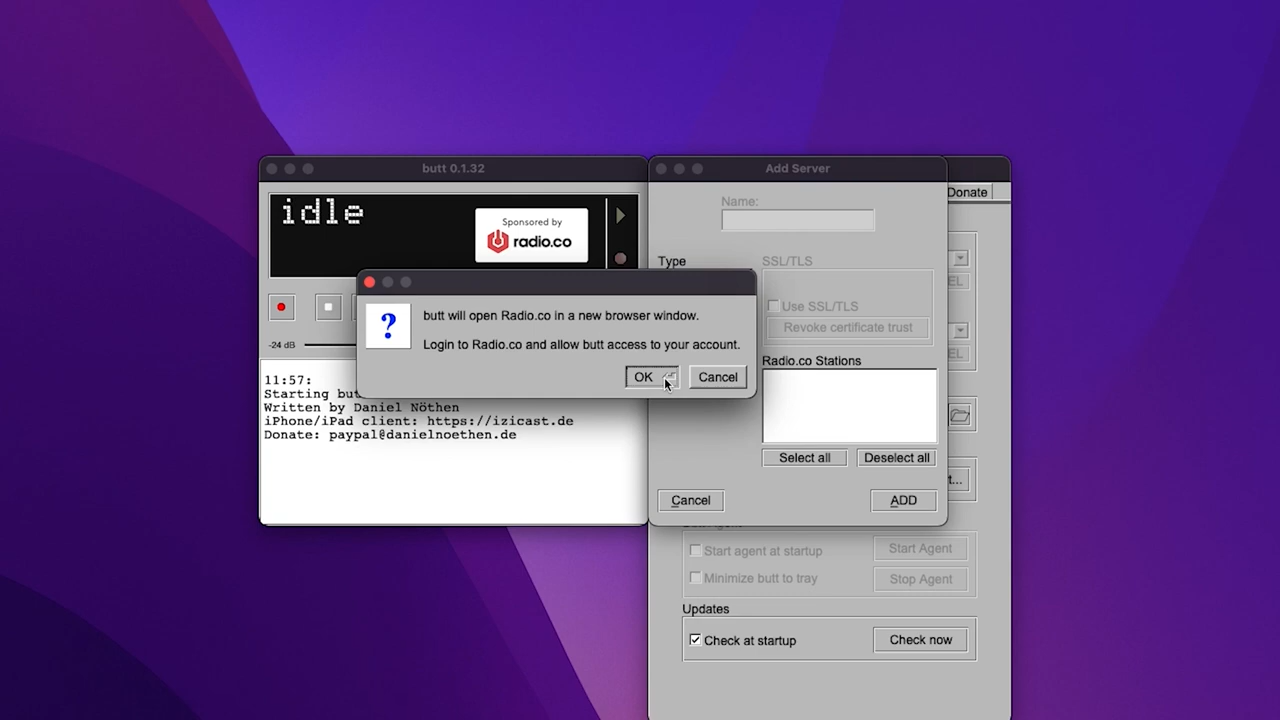 butt 0.1.32
idle
Sponsored by
radio.co
-24 dB
11:57:
Starting but
Written by Daniel Nöthen
iPhone/iPad client: https://izicast.de
Donate: paypal@danielnoethen.de
?
butt will open Radio.co in a new browser window.
Login to Radio.co and allow butt access to your account.
OK
Cancel
Add Server
Name:
Type
SSL/TLS
Use SSL/TLS
Revoke certificate trust
Radio.co Stations
Select all
Deselect all
Cancel
ADD
Donate
EL
EL
t...
Start agent at startup
Start Agent
Minimize butt to tray
Stop Agent
Updates
Check at startup
Check now